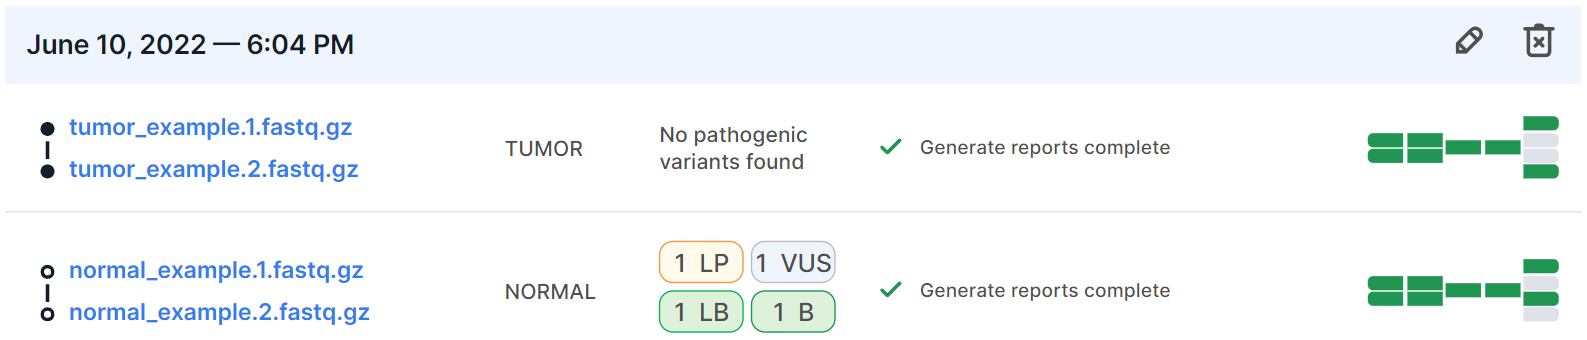 June 10, 2022 — 6:04 PM
tumor_example.1.fastq.gz
tumor_example.2.fastq.gz
TUMOR
No pathogenic
variants found
Generate reports complete
normal_example.1.fastq.gz
normal_example.2.fastq.gz
NORMAL
1 LP
1 VUS
1 LB
1 B
Generate reports complete